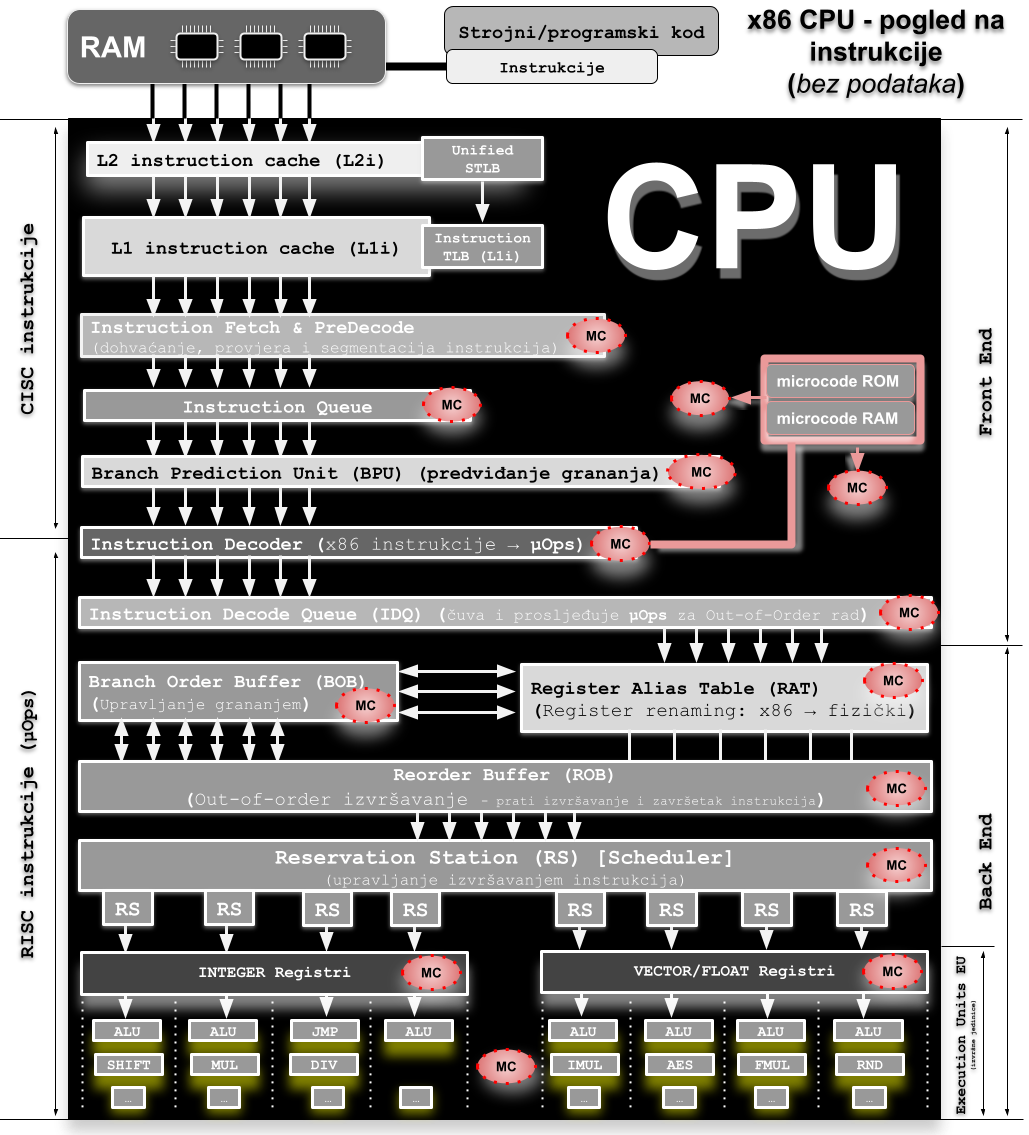 RAM
Strojni/programski kod
Instrukcije
x86 CPU - pogled na
instrukcije
(bez podataka)
CISC instrukcije
RISC instrukcije (µOps)
Front End
Back End
Execution Units EU
(izvršne jedinice)
CPU
L2 instruction cache (L2i)
Unified
STLB
L1 instruction cache (L1i)
Instruction
TLB (L1i)
Instruction Fetch & PreDecode
(dohvaćanje, provjera i segmentacija instrukcija)
MC
microcode ROM
microcode RAM
MC
MC
Instruction Queue
MC
Branch Prediction Unit (BPU) (predviđanje grananja)
MC
Instruction Decoder (x86 instrukcije → µOps)
MC
Instruction Decode Queue (IDQ) (čuva i prosljeđuje µOps za Out-of-Order rad)
MC
Branch Order Buffer (BOB)
(Upravljanje grananjem)
MC
Register Alias Table (RAT)
(Register renaming: x86 → fizički)
MC
Reorder Buffer (ROB)
(Out-of-order izvršavanje - prati izvršavanje i završetak instrukcija)
MC
Reservation Station (RS) [Scheduler]
(upravljanje izvršavanjem instrukcija)
MC
RS RS RS RS RS RS RS RS
INTEGER Registri
MC
VECTOR/FLOAT Registri
MC
ALU ALU JMP ALU ALU ALU ALU ALU
SHIFT MUL DIV MC IMUL AES FMUL RND
… … … … … … … …